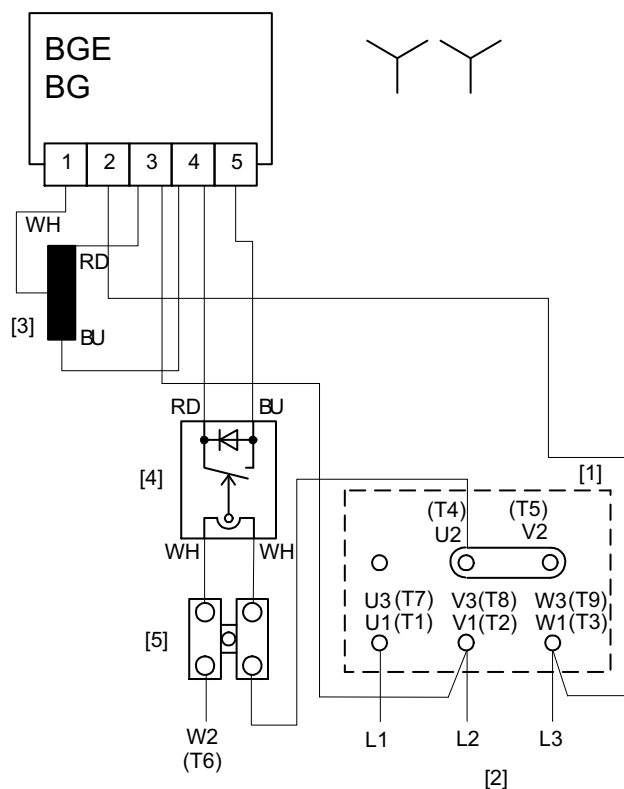 BGE
BG
1 2 3 4 5
WH
RD
[3]
BU
RD BU
[4]
[1]
(T4) (T5)
U2 V2
WH WH
U3 (T7) V3 (T8) W3 (T9)
U1 (T1) V1 (T2) W1 (T3)
[5]
W2
(T6)
L1 L2 L3
[2]